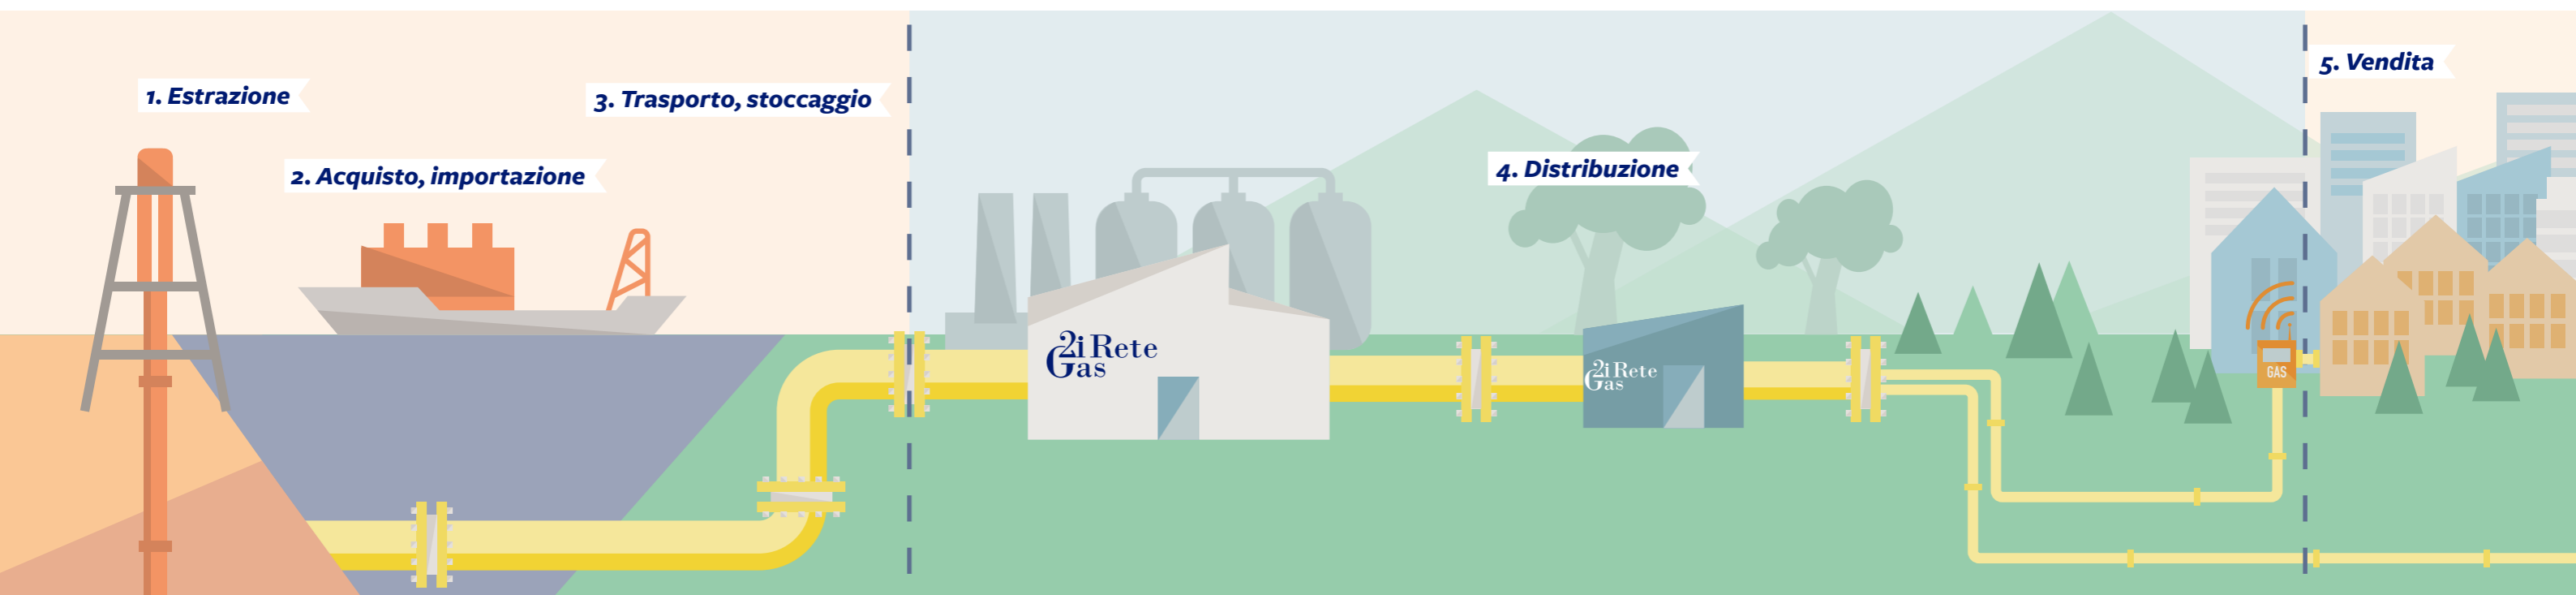 1. Estrazione
2. Acquisto, importazione
3. Trasporto, stoccaggio
4. Distribuzione
5. Vendita
2i Rete
Gas
2i Rete
Gas
GAS